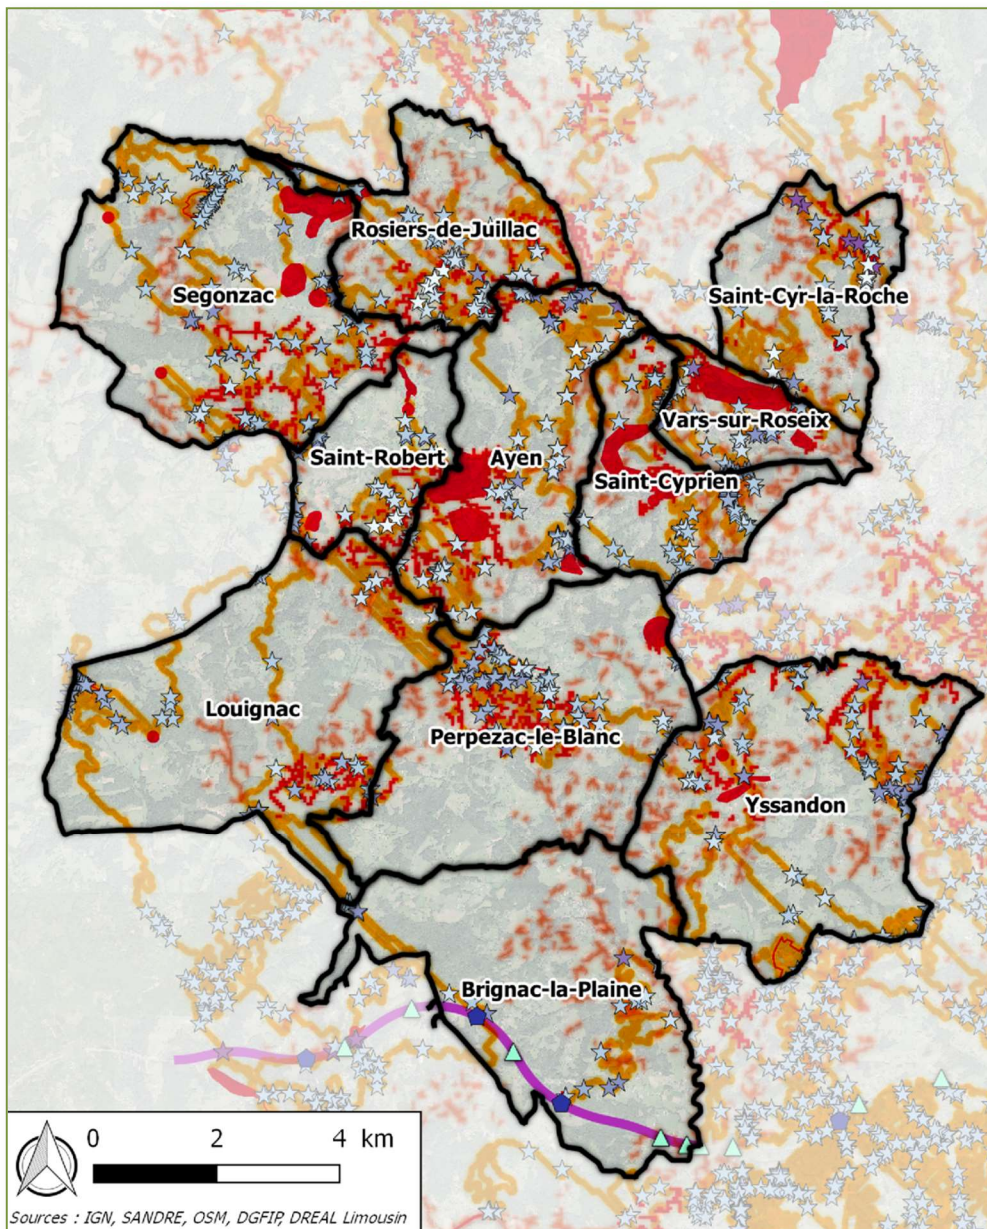 Rosiers-de-Juillac
Segonzac
Saint-Cyr-la-Roche
Vars-sur-Roseix
Saint-Robert
Ayen
Saint-Cyprien
Louignac
Perpezac-le-Blanc
Yssandon
Brignac-la-Plaine
0 2 4 km
Sources : IGN, SANDRE, OSM, DGFIP, DREAL Limousin